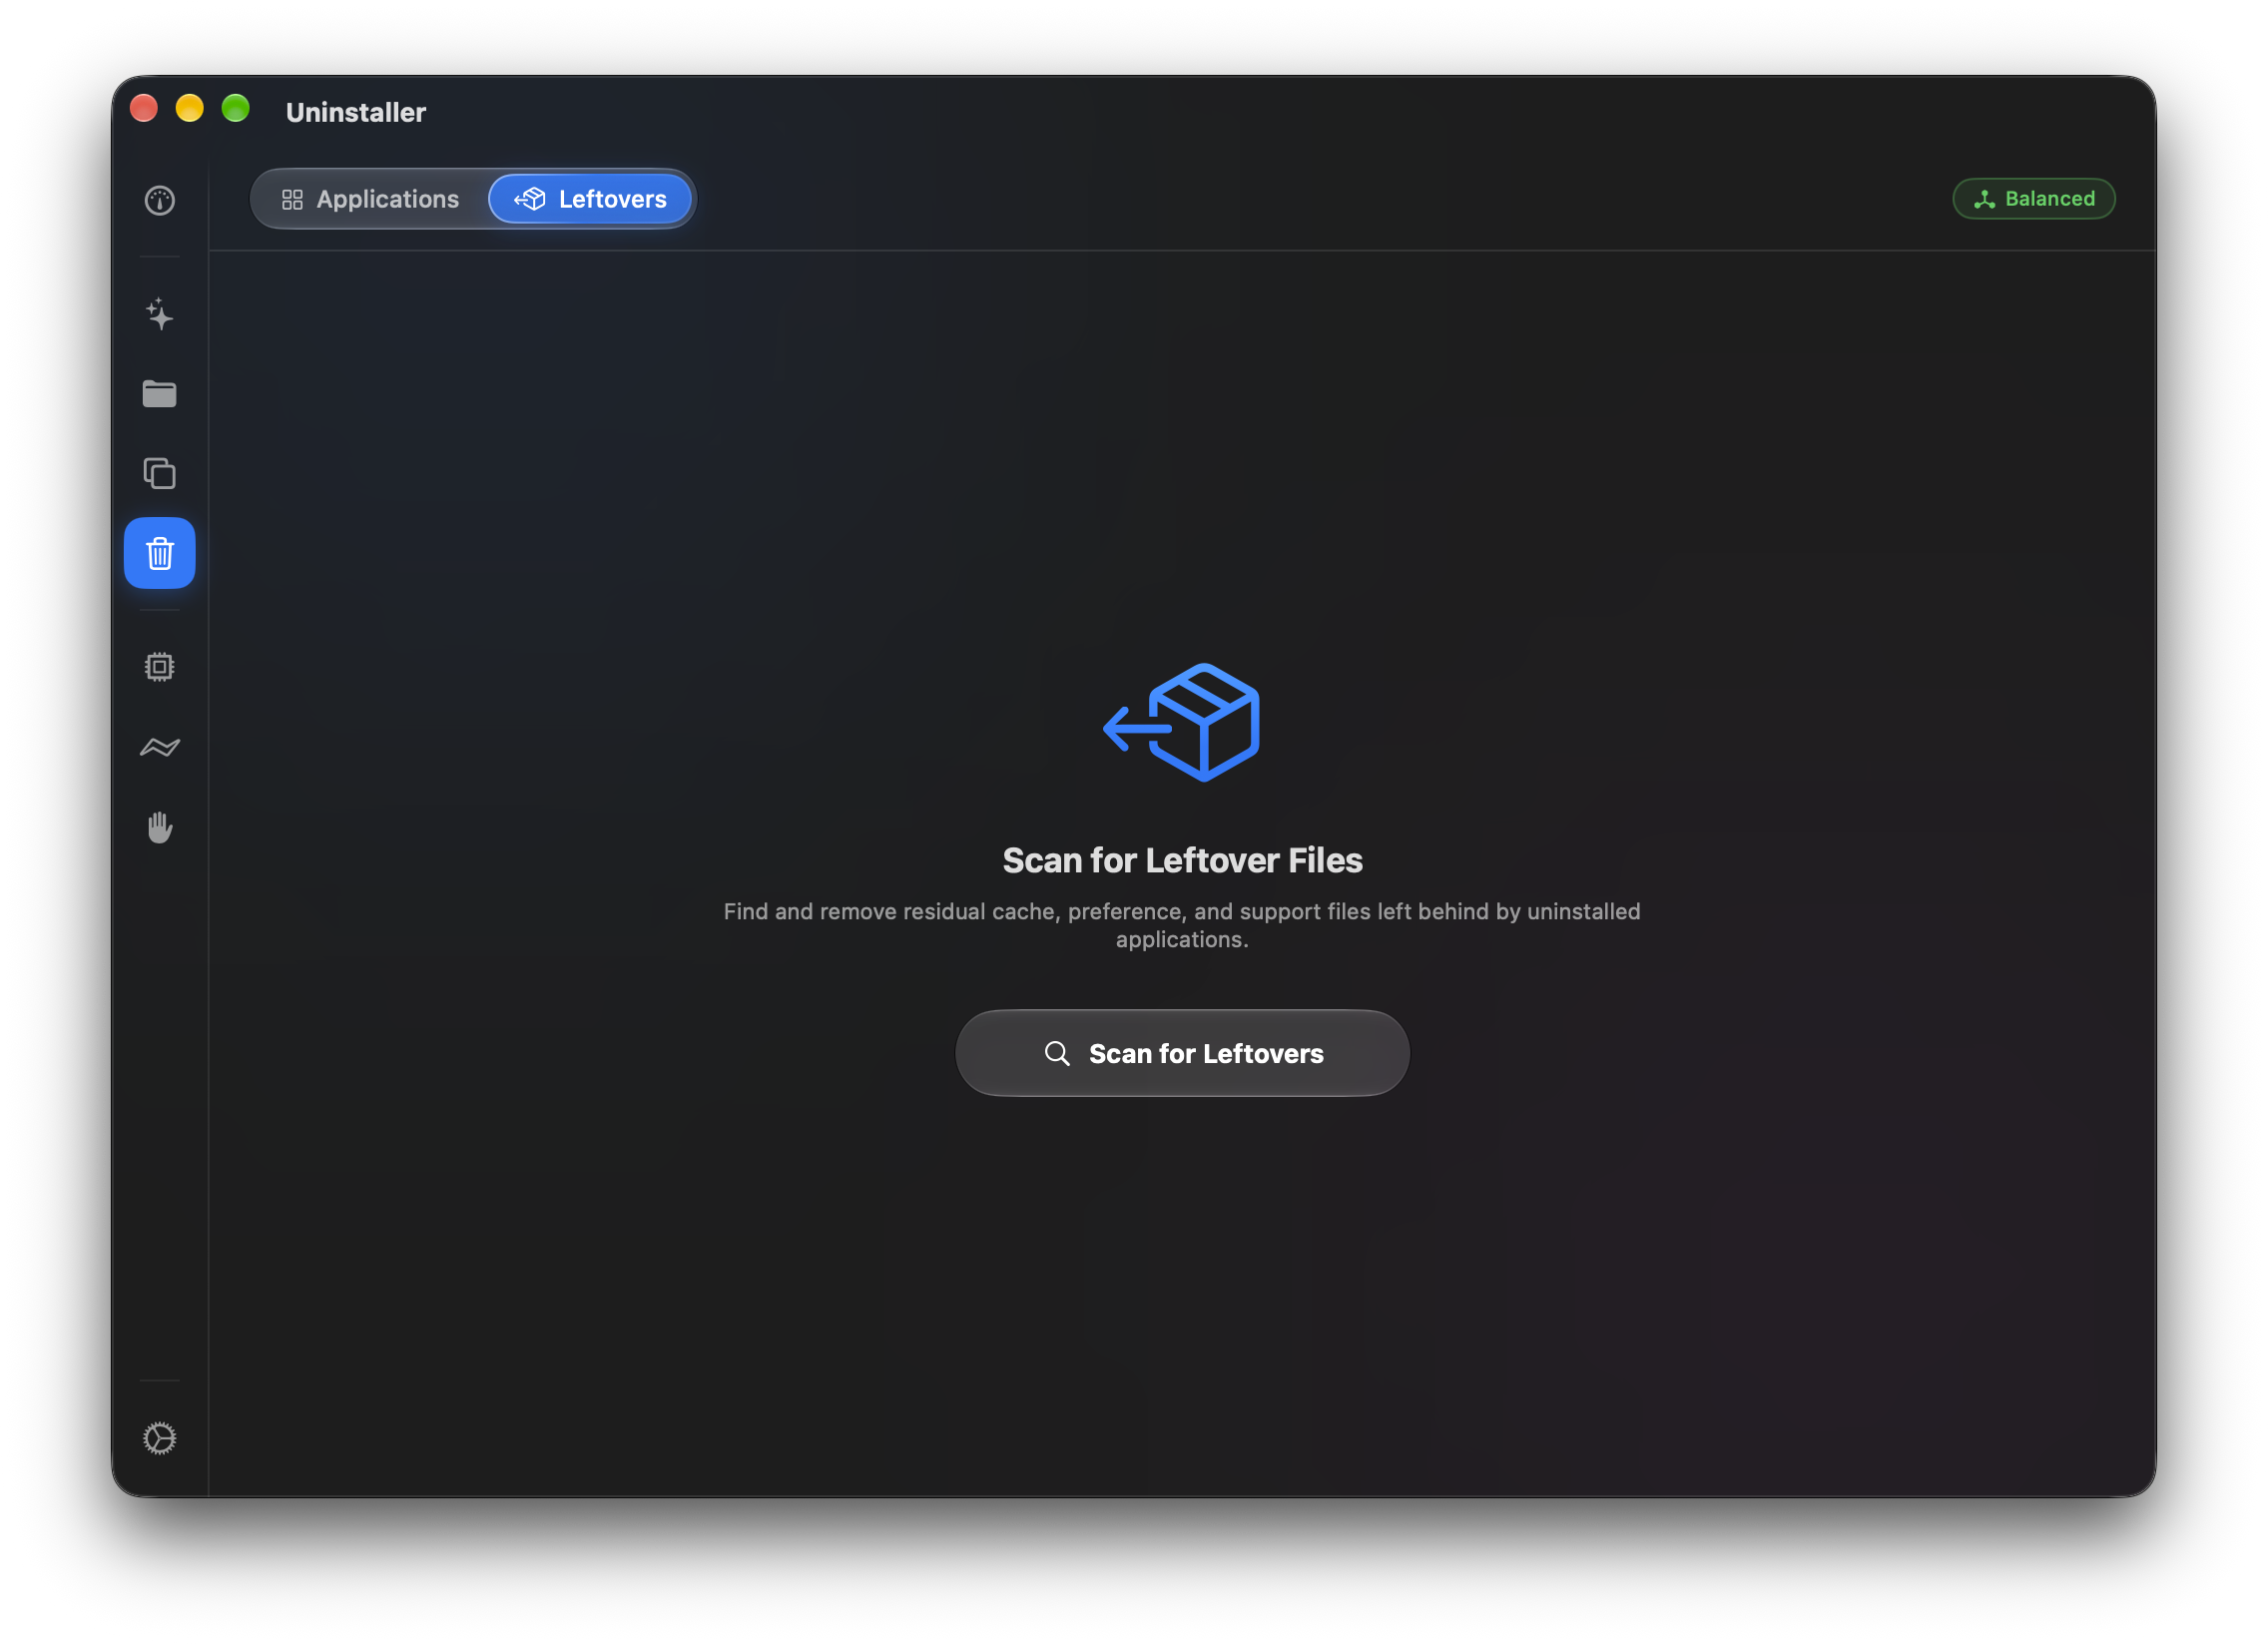 Uninstaller
Applications
Leftovers
Balanced
Scan for Leftover Files
Find and remove residual cache, preference, and support files left behind by uninstalled
applications.
Scan for Leftovers